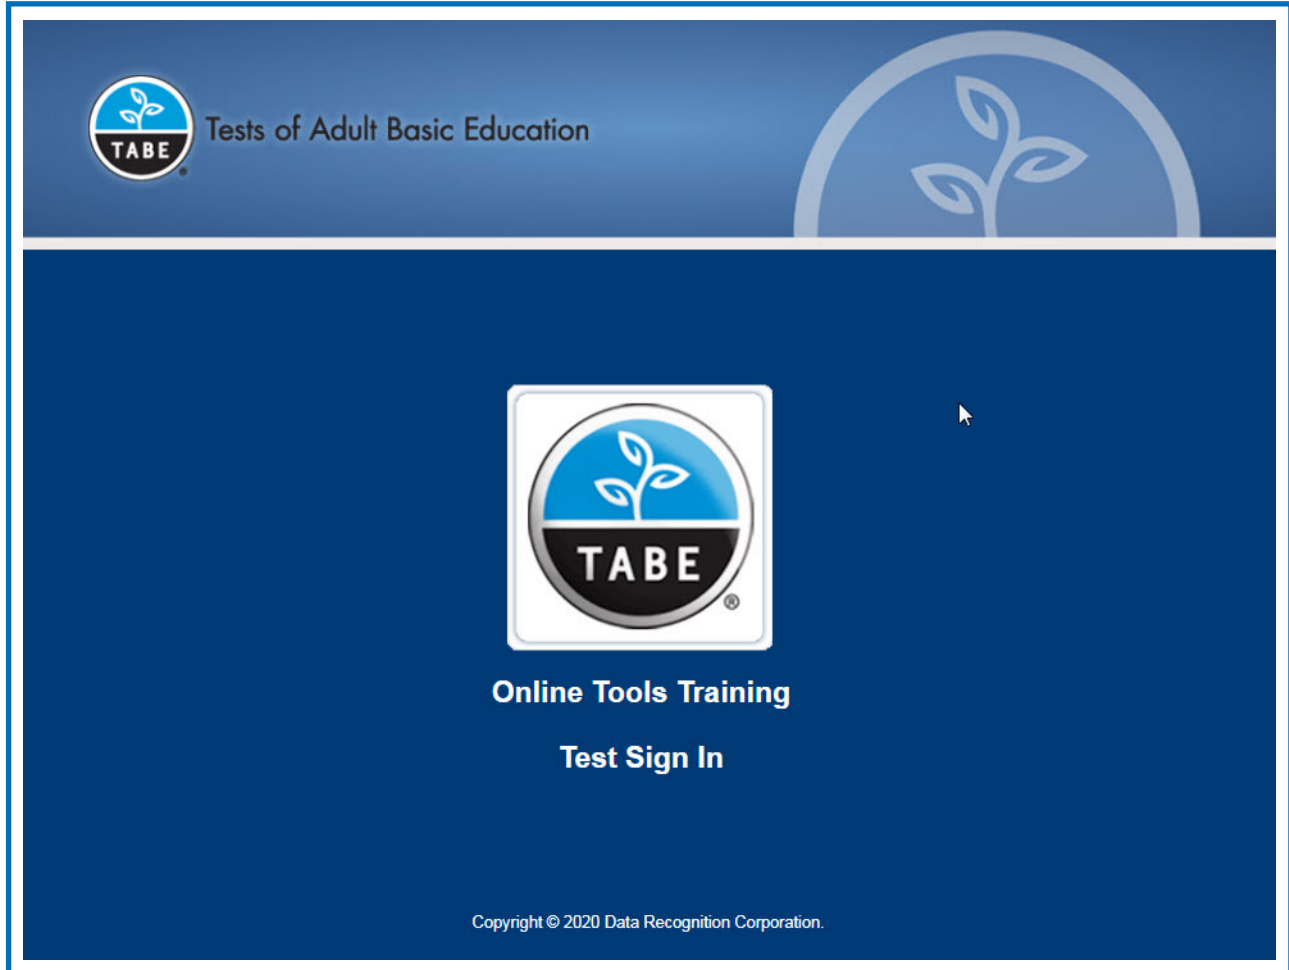 TABE
Tests of Adult Basic Education
TABE
®
Online Tools Training
Test Sign In
Copyright © 2020 Data Recognition Corporation.